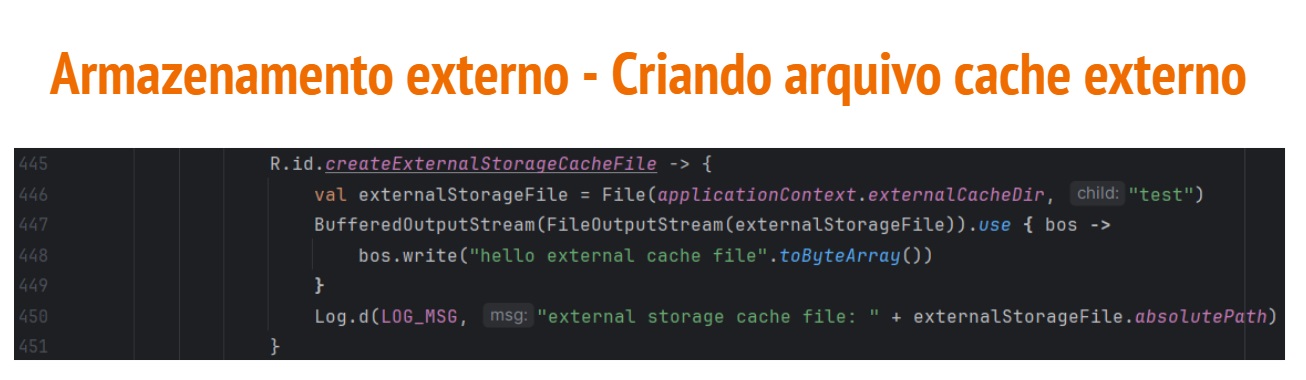 Armazenamento externo - Criando arquivo cache externo
445 R.id.createExternalStorageCacheFile -> {
446 val externalStorageFile = File(applicationContext.externalCacheDir, child: "test")
447 BufferedOutputStream(FileOutputStream(externalStorageFile)).use { bos ->
448 bos.write("hello external cache file".toByteArray())
449 }
450 Log.d(LOG_MSG, msg: "external storage cache file: " + externalStorageFile.absolutePath)
451 }